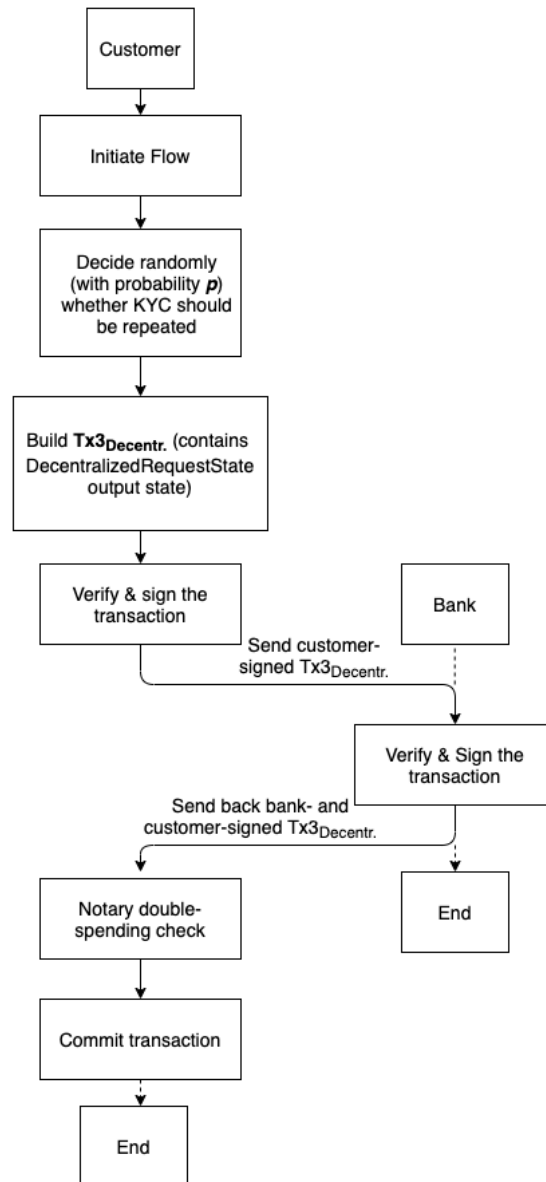 Customer
Initiate Flow
Decide randomly
(with probability p)
whether KYC should
be repeated
Build Tx3Decentr. (contains
DecentralizedRequestState
output state)
Verify & sign the
transaction
Bank
Send customer-
signed Tx3Decentr.
Verify & Sign the
transaction
Send back bank- and
customer-signed Tx3Decentr.
Notary double-
spending check
End
Commit transaction
End